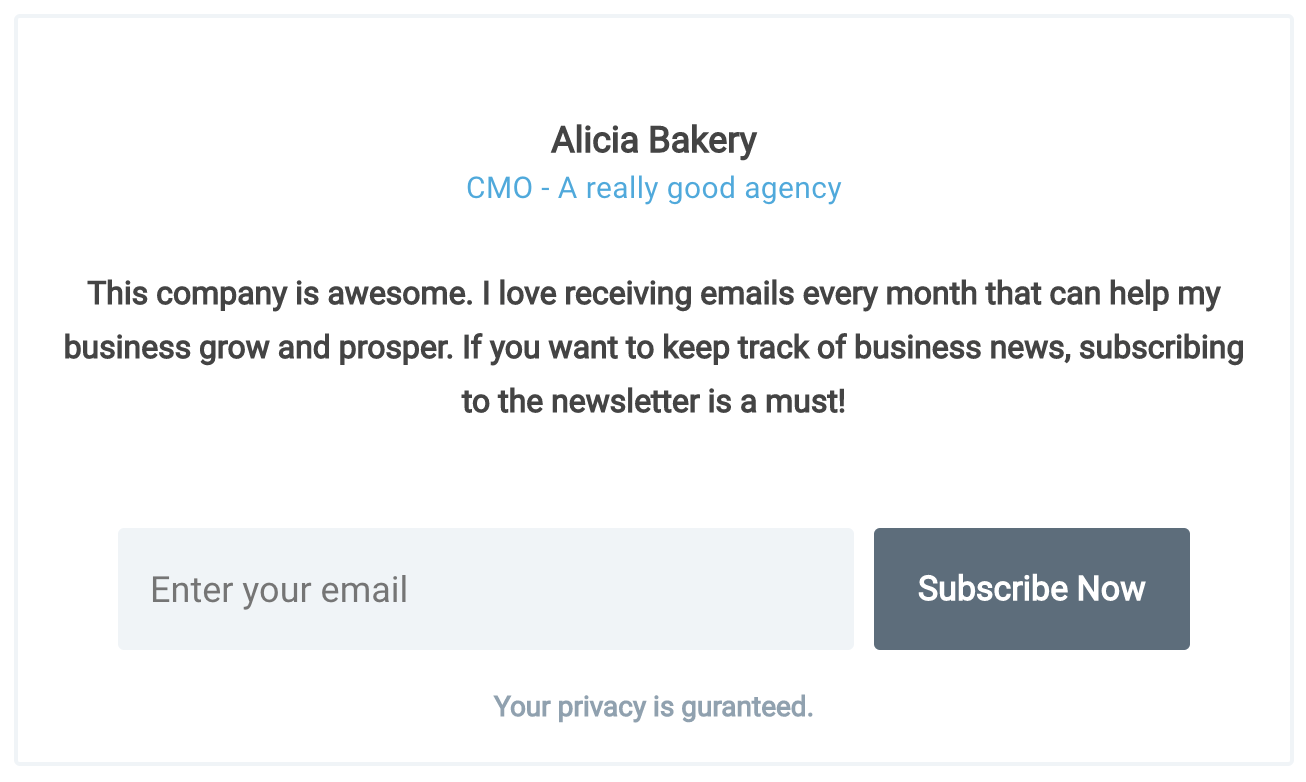 Alicia Bakery
CMO - A really good agency
This company is awesome. I love receiving emails every month that can help my
business grow and prosper. If you want to keep track of business news, subscribing
to the newsletter is a must!
Enter your email
Subscribe Now
Your privacy is guranteed.